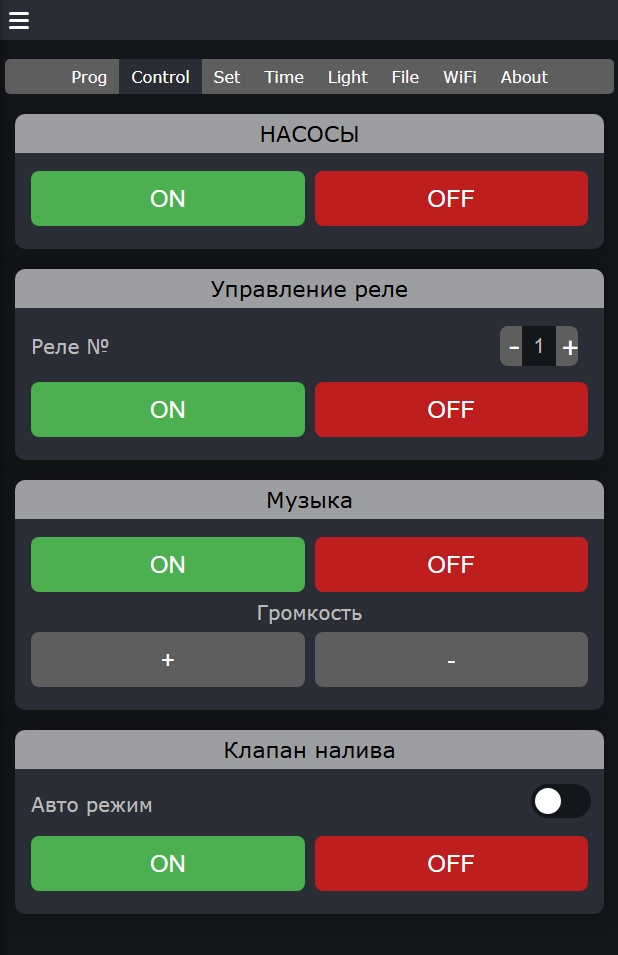 Prog Control Set Time Light File WiFi About
НАСОСЫ
ON OFF
Управление реле
Реле № - 1 +
ON OFF
Музыка
ON OFF
Громкость
+ -
Клапан налива
Авто режим
ON OFF